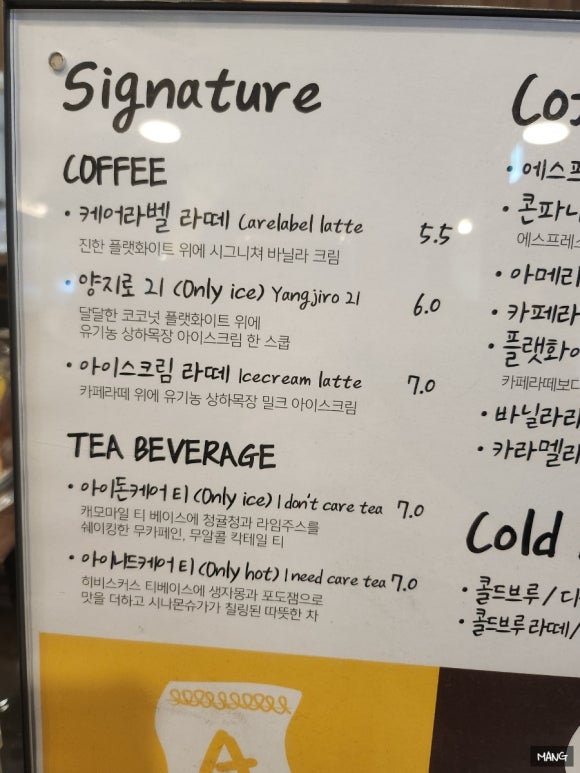 Signature
COFFEE
• 케어라벨 라떼 Carelabel latte 5.5
진한 플랫화이트 위에 시그니쳐 바닐라 크림
• 양지로 21 (Only ice) Yangjiro 21 6.0
달달한 코코넛 플랫화이트 위에
유기농 상하목장 아이스크림 한 스쿱
• 아이스크림 라떼 Icecream latte 7.0
카페라떼 위에 유기농 상하목장 밀크 아이스크림
TEA BEVERAGE
• 아이돈케어 티 (Only ice) I don't care tea 7.0
캐모마일 티 베이스에 청귤청과 라임주스를
쉐이킹한 무카페인, 무알콜 칵테일 티
• 아이니드케어 티 (Only hot) I need care tea 7.0
히비스커스 티베이스에 생자몽과 포도잼으로
맛을 더하고 시나몬슈가가 칠링된 따뜻한 차
• 에스프
• 콘파니
에스프레스
• 아메리
• 카페라
• 플랫화이
카페라떼보다
• 바닐라라
• 카라멜라
Cold
• 콜드브루 / 디
• 콜드브루 라떼 /
MANG